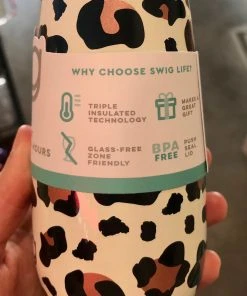 WHY CHOOSE SWIG LIFE?
TRIPLE
INSULATED
TECHNOLOGY
MAKES
GREAT
GIFT
HOURS
GLASS-FREE
ZONE
FRIENDLY
BPA
FREE
PUSH
SEAL
LID